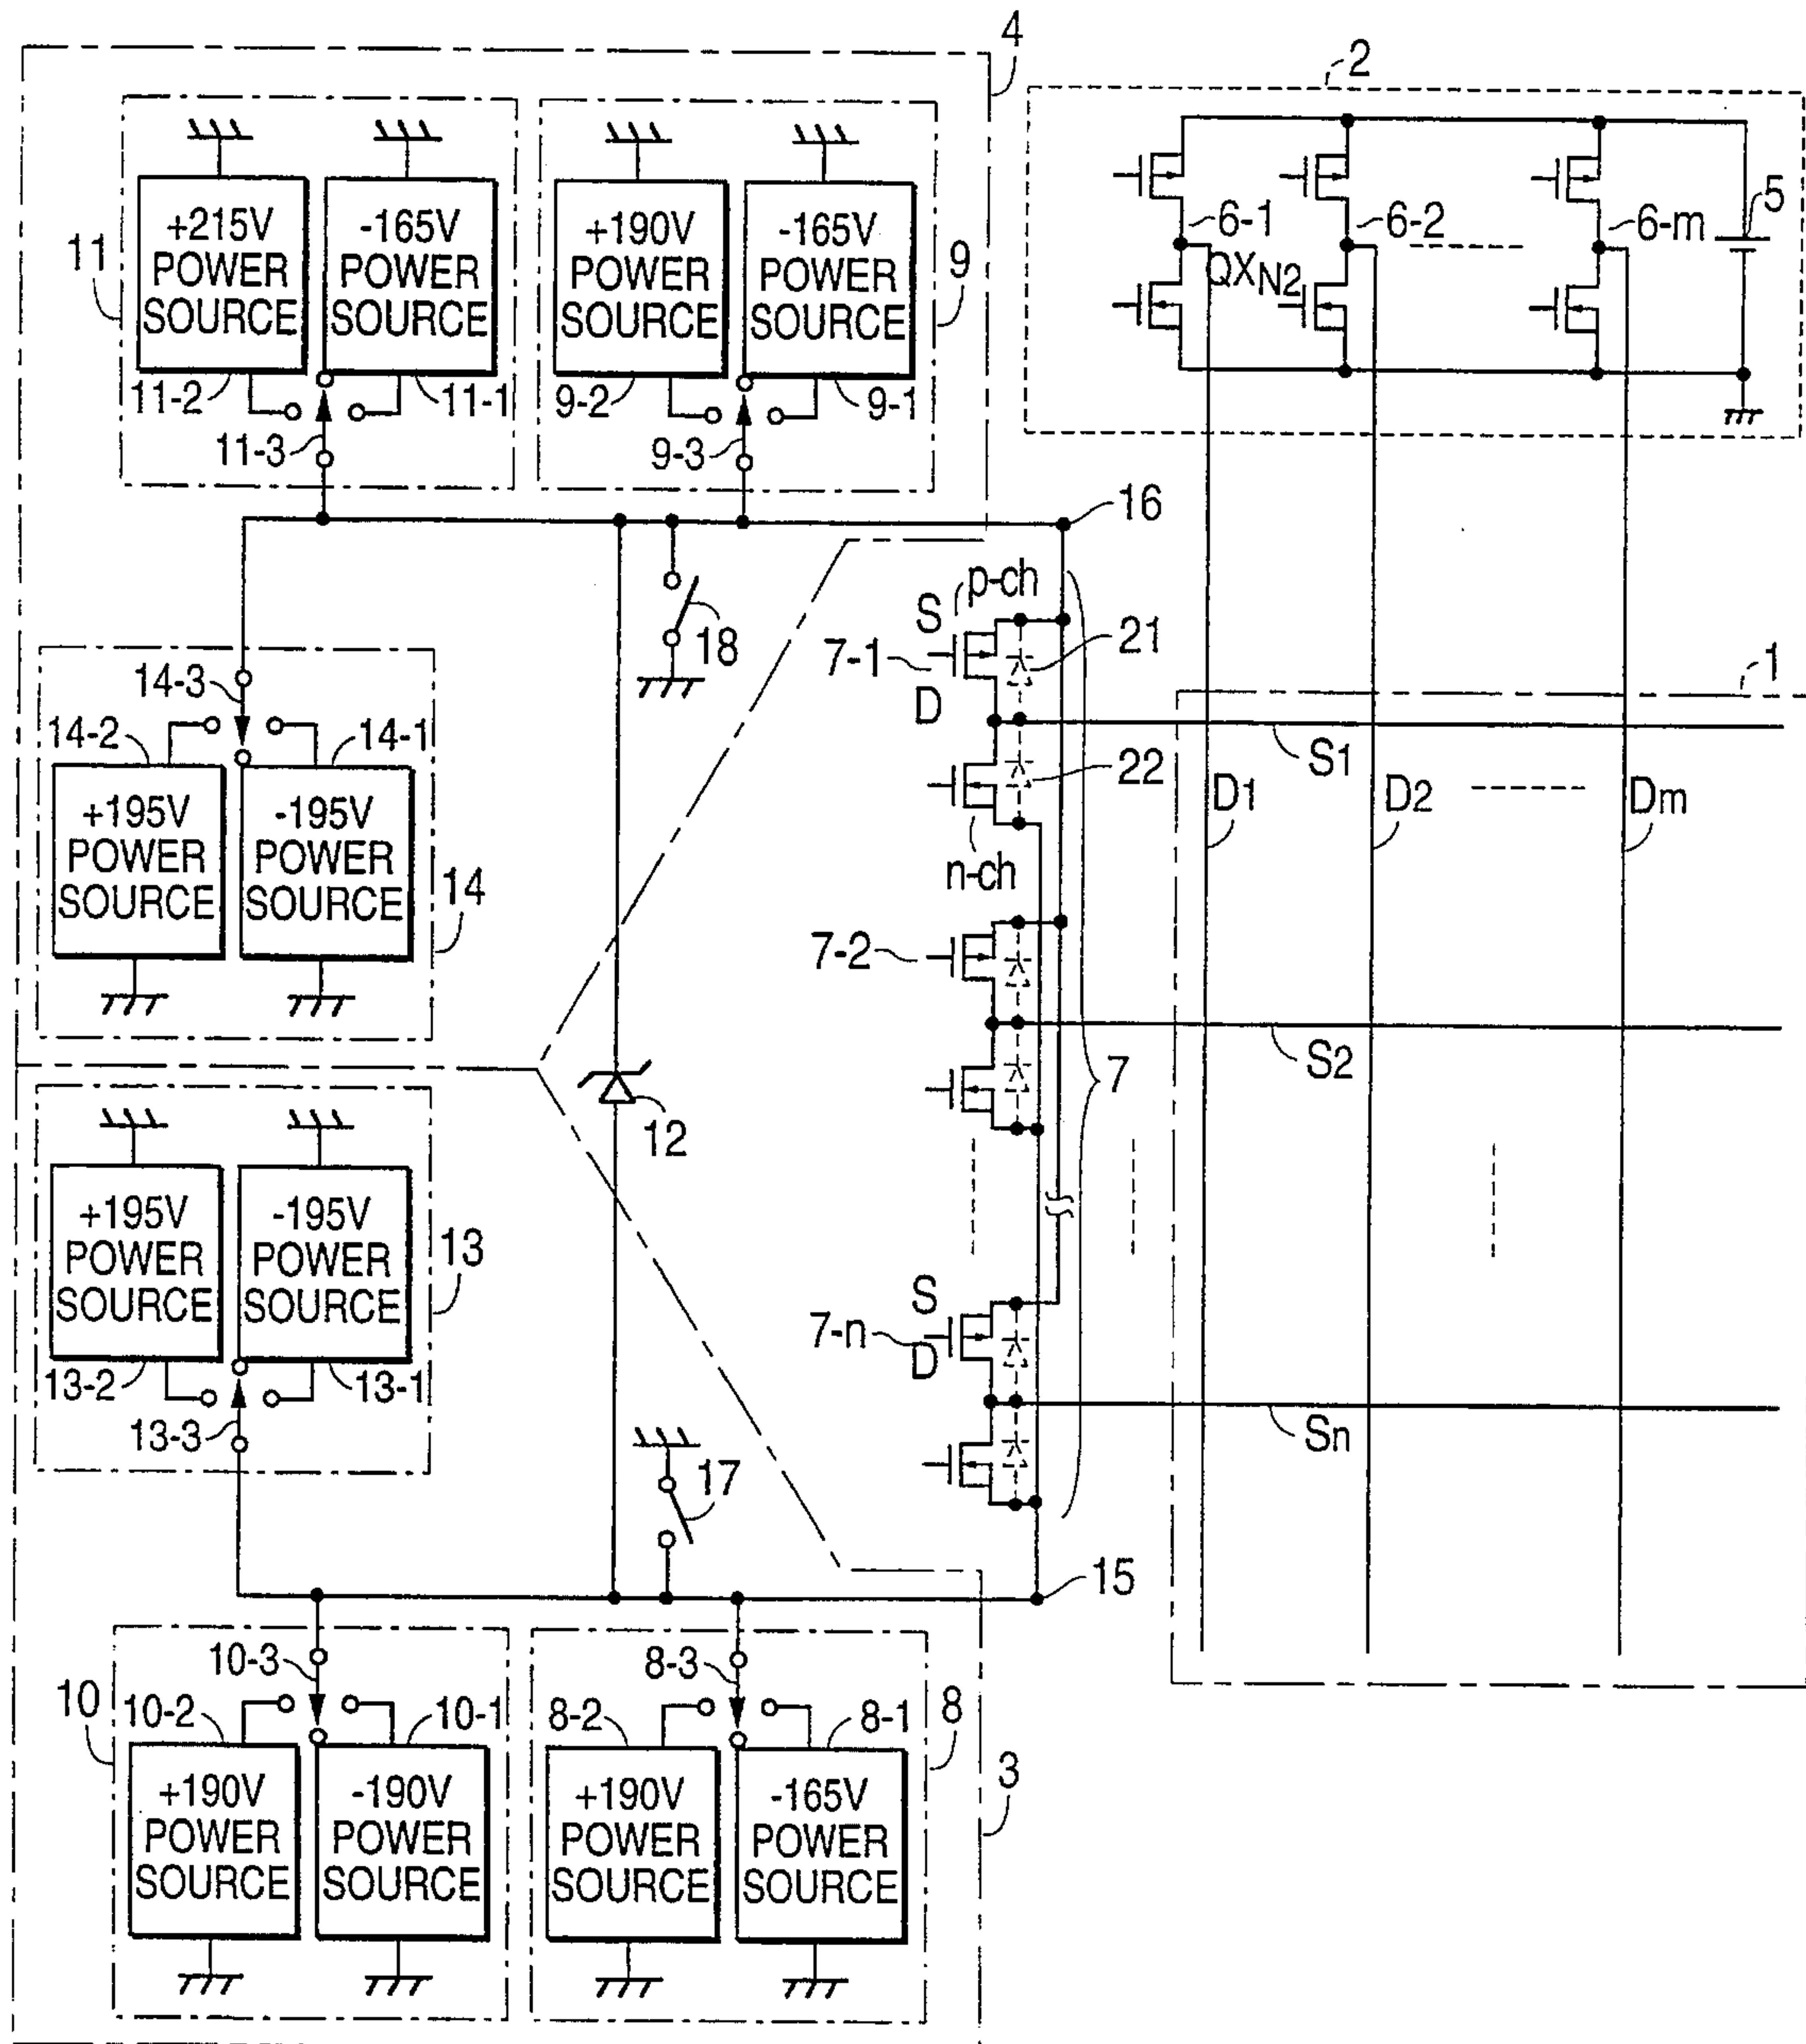 4
2
+215V
POWER
SOURCE
-165V
POWER
SOURCE
+190V
POWER
SOURCE
-165V
POWER
SOURCE
11
9
11-2
11-1
11-3
9-2
9-1
9-3
6-1
6-2
6-m
5
QXN2
16
18
S
p-ch
7-1
D
21
22
n-ch
1
S1
D1
D2
Dm
14-3
14-2
14-1
+195V
POWER
SOURCE
-195V
POWER
SOURCE
14
7-2
S2
7
12
+195V
POWER
SOURCE
-195V
POWER
SOURCE
13
13-2
13-1
13-3
S
7-n
D
Sn
17
15
10-3
8-3
10
10-2
10-1
8-2
8-1
8
3
+190V
POWER
SOURCE
-190V
POWER
SOURCE
+190V
POWER
SOURCE
-165V
POWER
SOURCE